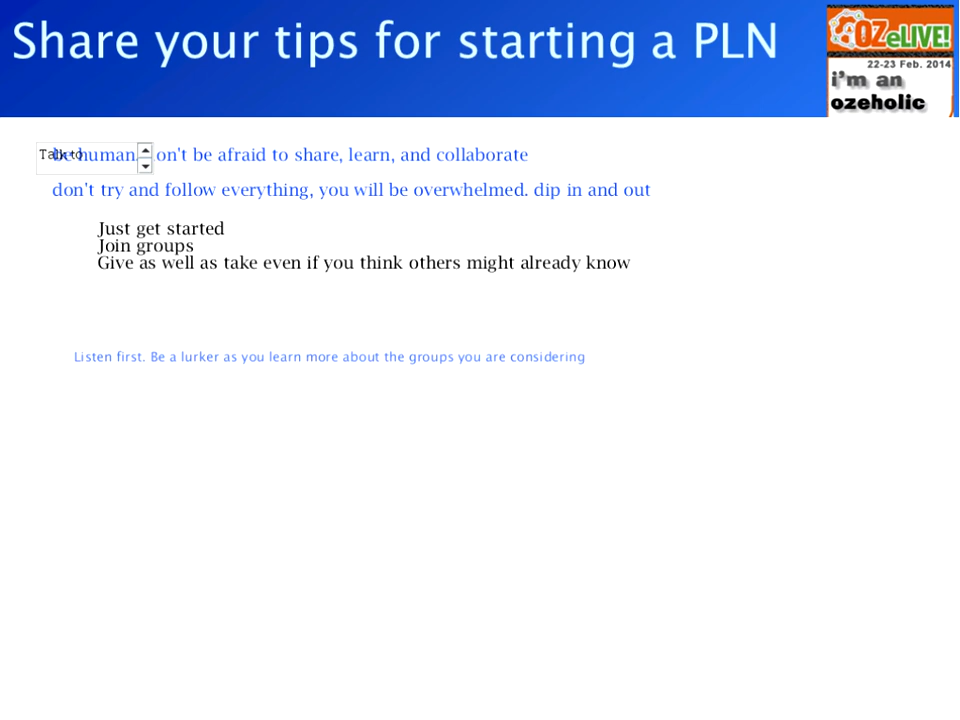 Share your tips for starting a PLN
OZeLIVE!
22-23 Feb. 2014
i'm an
ozeholic
Talk to
be human. don't be afraid to share, learn, and collaborate
don't try and follow everything, you will be overwhelmed. dip in and out
Just get started
Join groups
Give as well as take even if you think others might already know
Listen first. Be a lurker as you learn more about the groups you are considering